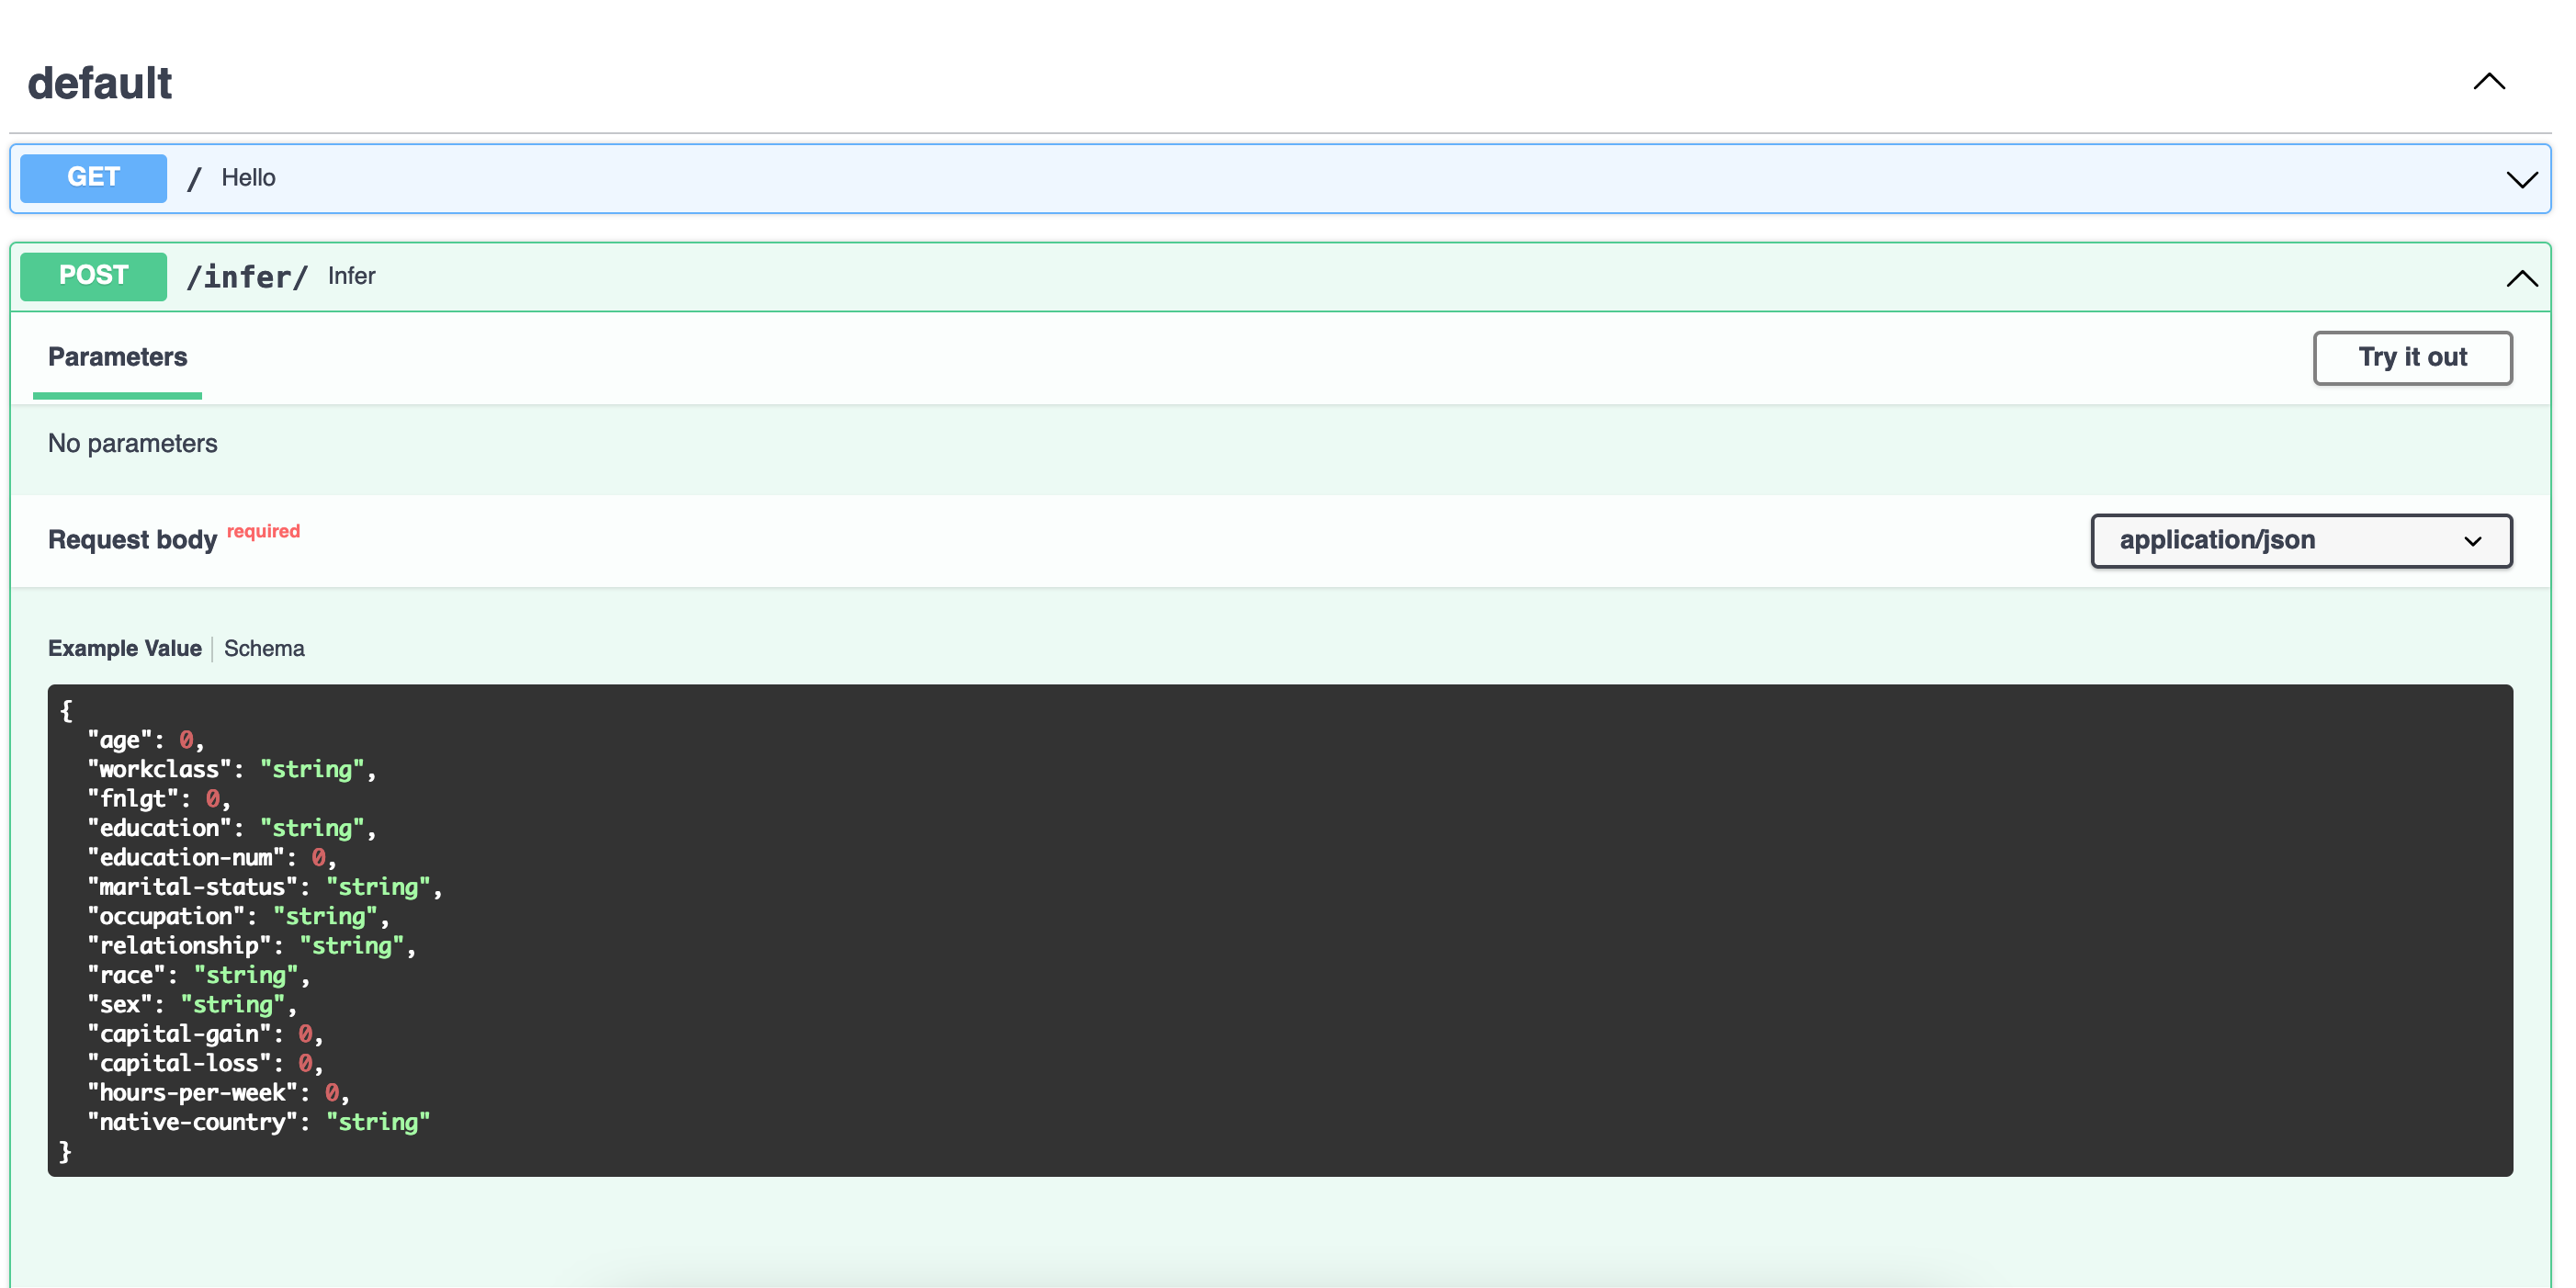 default
GET / Hello
POST /infer/ Infer
Parameters Try it out
No parameters
Request body required application/json
Example Value Schema
{
  "age": 0,
  "workclass": "string",
  "fnlgt": 0,
  "education": "string",
  "education-num": 0,
  "marital-status": "string",
  "occupation": "string",
  "relationship": "string",
  "race": "string",
  "sex": "string",
  "capital-gain": 0,
  "capital-loss": 0,
  "hours-per-week": 0,
  "native-country": "string"
}